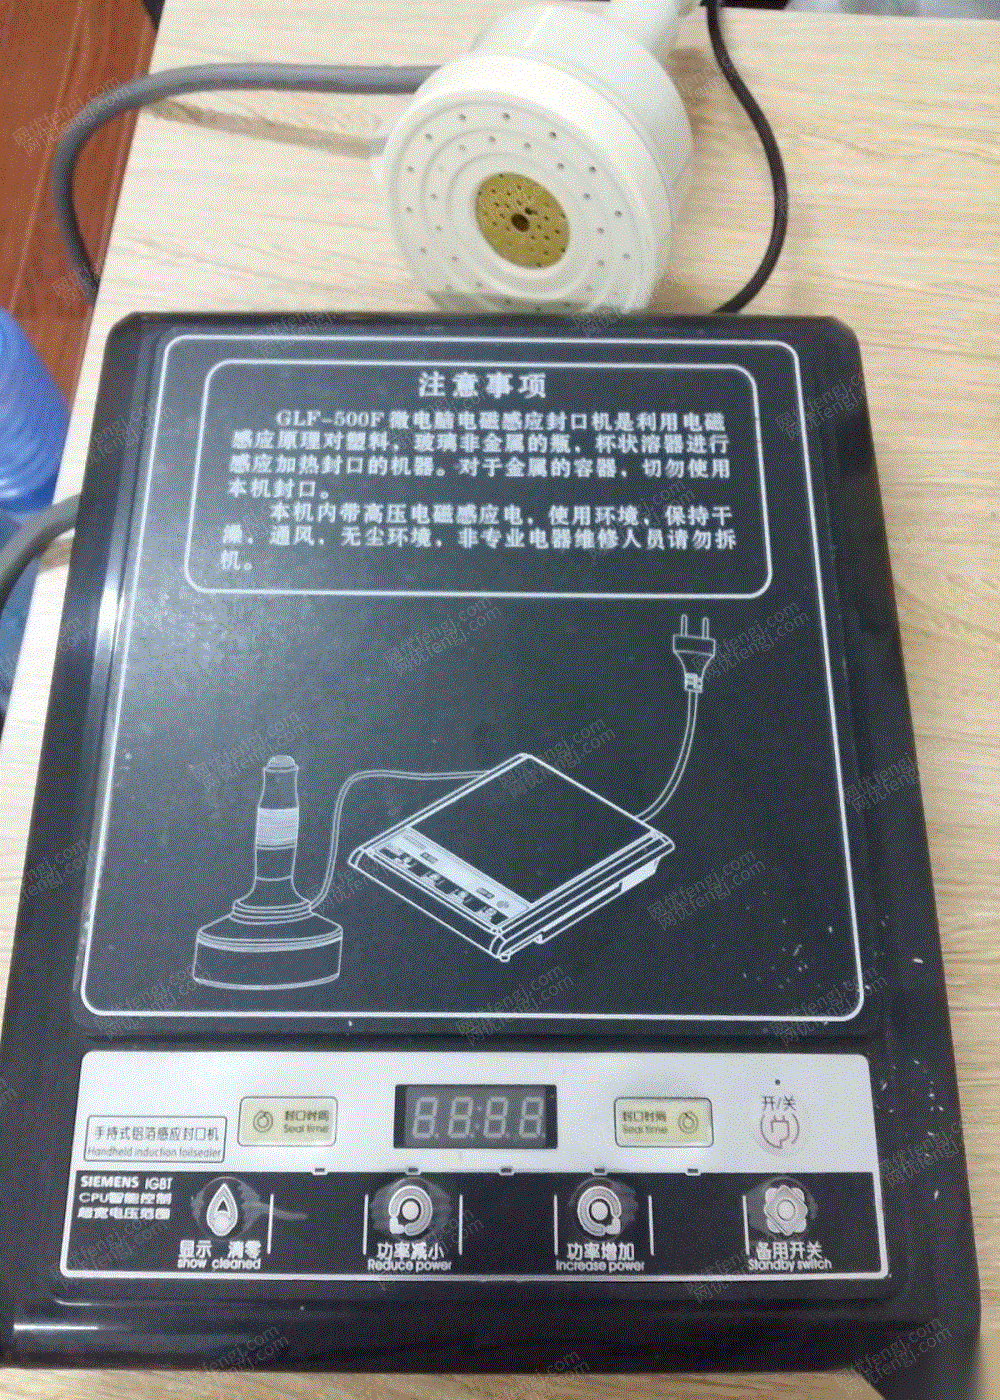 注意事项
GLF-500F微电脑电磁感应封口机是利用电磁
感应原理对塑料，玻璃非金属的瓶，杯状溶器进行
感应加热封口的机器。对于金属的容器，切勿使用
本机封口。
本机内带高压电磁感应电，使用环境，保持干
燥，通风，无尘环境，非专业电器维修人员请勿拆
机。
手持式铝箔感应封口机
Handheld induction foilsealer
封口时间
Seal time
8888
封口时间
Seal time
开/关
SIEMENS IGBT
CPU智能控制
超宽电压范围
显示 清零
show cleaned
功率减小
Reduce power
功率增加
Increase power
备用开关
Standby switch